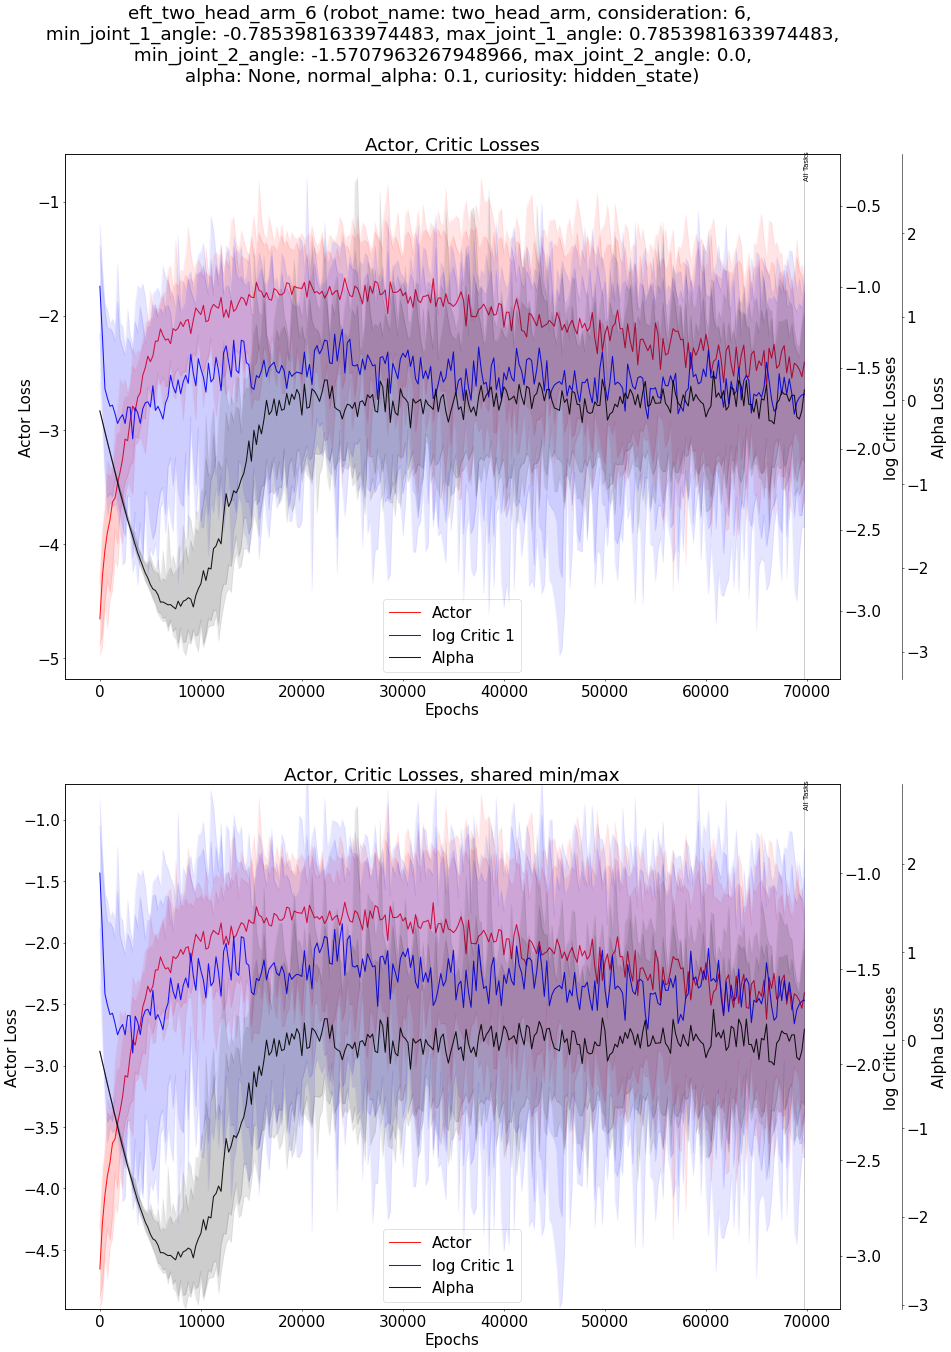 eft_two_head_arm_6 (robot_name: two_head_arm, consideration: 6,
min_joint_1_angle: -0.7853981633974483, max_joint_1_angle: 0.7853981633974483,
min_joint_2_angle: -1.5707963267948966, max_joint_2_angle: 0.0,
alpha: None, normal_alpha: 0.1, curiosity: hidden_state)
Actor, Critic Losses
All Tasks
−1
−2
−3
−4
−5
Actor Loss
−0.5
−1.0
−1.5
−2.0
−2.5
−3.0
log Critic Losses
2
1
0
−1
−2
−3
Alpha Loss
Actor
log Critic 1
Alpha
0 10000 20000 30000 40000 50000 60000 70000
Epochs
Actor, Critic Losses, shared min/max
All Tasks
−1.0
−1.5
−2.0
−2.5
−3.0
−3.5
−4.0
−4.5
Actor Loss
−1.0
−1.5
−2.0
−2.5
−3.0
log Critic Losses
2
1
0
−1
−2
−3
Alpha Loss
Actor
log Critic 1
Alpha
0 10000 20000 30000 40000 50000 60000 70000
Epochs